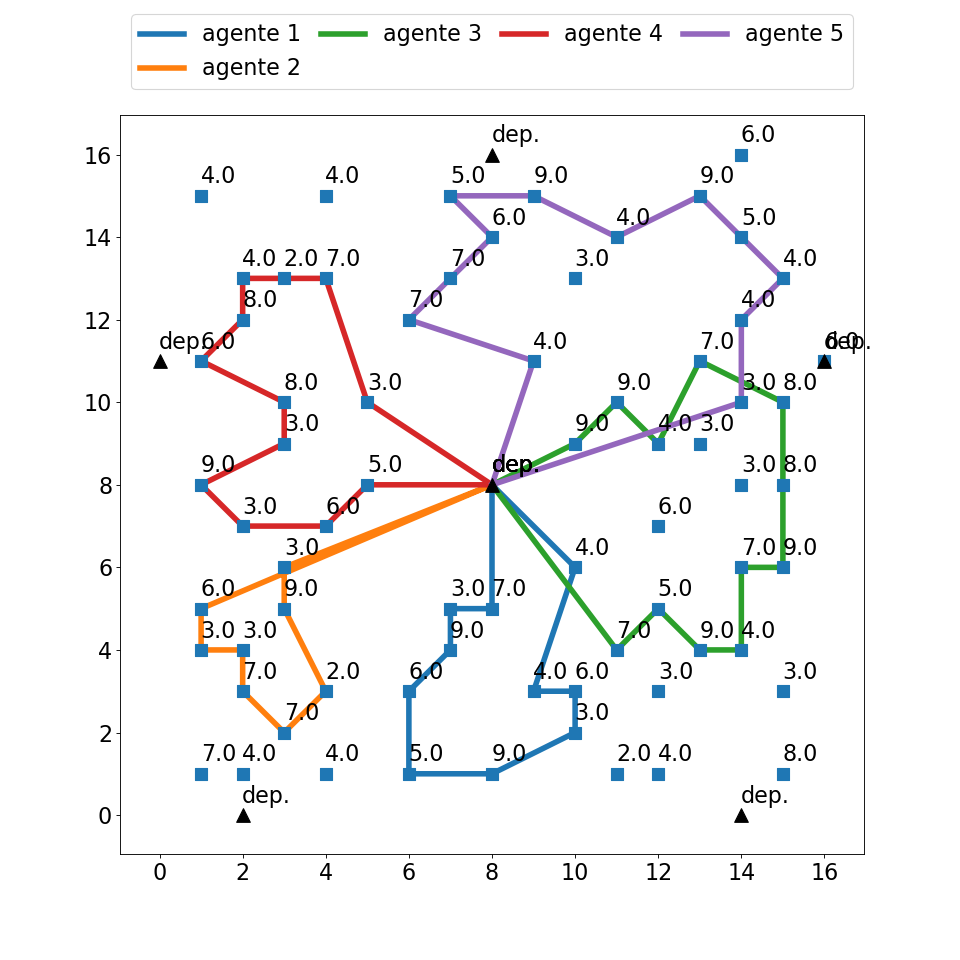 agente 1 agente 3 agente 4 agente 5
agente 2
dep. 6.0
16
4.0 4.0 5.0 9.0 9.0
6.0 4.0 5.0
14
4.0 2.0 7.0 7.0 3.0 4.0
8.0 7.0 4.0
12
dep. 6.0 4.0 7.0 6.0 dep.
8.0 3.0 9.0 3.0 8.0
10
3.0 9.0 4.0 3.0
9.0 5.0 dep. 3.0 8.0
8
3.0 6.0 6.0
3.0 4.0 7.0 9.0
6
6.0 9.0 3.0 7.0 5.0
3.0 3.0 9.0 7.0 9.0 4.0
4
7.0 2.0 6.0 4.0 6.0 3.0 3.0
7.0 3.0
2
7.0 4.0 4.0 5.0 9.0 2.0 4.0 8.0
dep. dep.
0
0 2 4 6 8 10 12 14 16